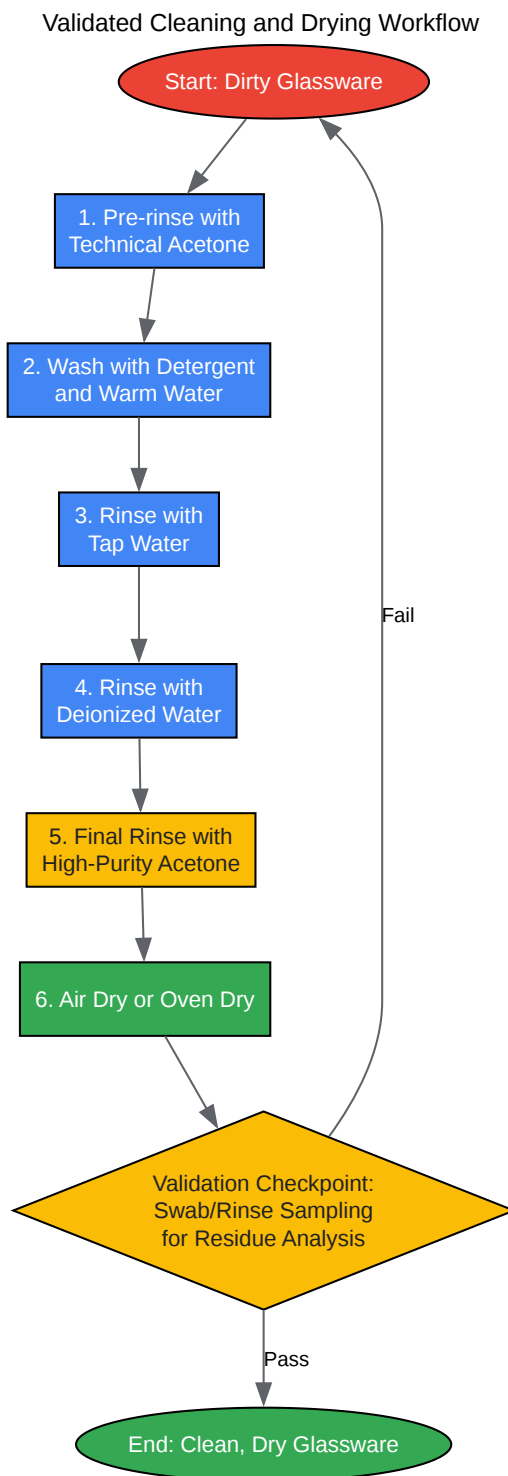 Validated Cleaning and Drying Workflow
Start: Dirty Glassware
1. Pre-rinse with
Technical Acetone
2. Wash with Detergent
and Warm Water
3. Rinse with
Tap Water
Fail
4. Rinse with
Deionized Water
5. Final Rinse with
High-Purity Acetone
6. Air Dry or Oven Dry
Validation Checkpoint:
Swab/Rinse Sampling
for Residue Analysis
Pass
End: Clean, Dry Glassware